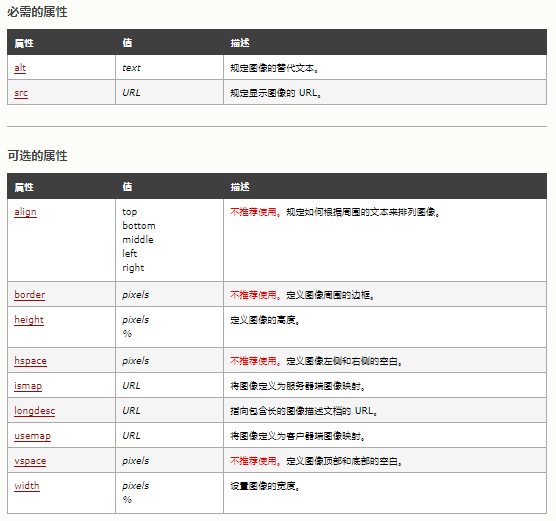 必需的属性
属性 值 描述
alt text 规定图像的替代文本。
src URL 规定显示图像的 URL。
可选的属性
属性 值 描述
align top 不推荐使用。规定如何根据周围的文本来排列图像。
bottom
middle
left
right
border pixels 不推荐使用。定义图像周围的边框。
height pixels 定义图像的高度。
%
hspace pixels 不推荐使用。定义图像左侧和右侧的空白。
ismap URL 将图像定义为服务器端图像映射。
longdesc URL 指向包含长的图像描述文档的 URL。
usemap URL 将图像定义为客户器端图像映射。
vspace pixels 不推荐使用。定义图像顶部和底部的空白。
width pixels 设置图像的宽度。
%